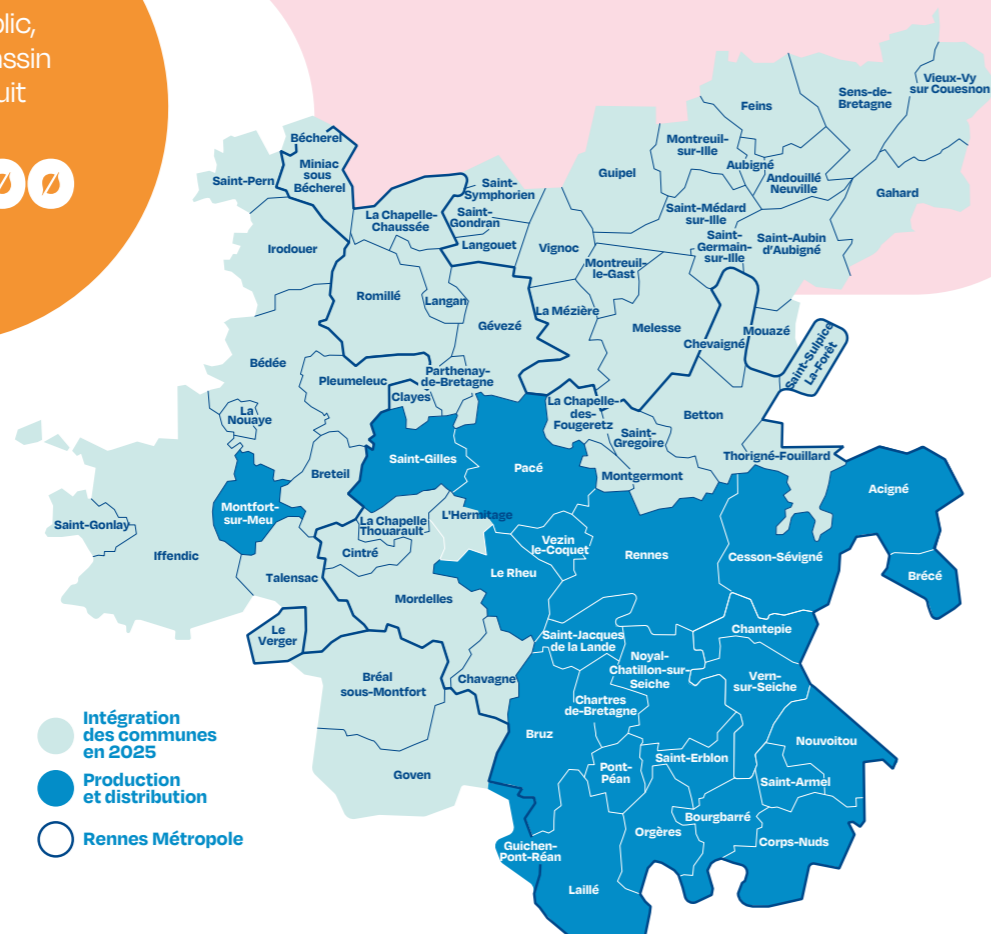 blic,
assin
uit
ØØ
Bécherel
Miniac
sous
Bécherel
Saint-Pern
Irodouer
La Chapelle-
Chaussée
Saint-
Symphorien
Saint-
Gondran
Langouet
Vignoc
Guipel
Montreuil-
sur-Ille
Feins
Sens-de-
Bretagne
Vieux-Vy
sur Couesnon
Aubigné
Andouillé
Neuville
Gahard
Saint-Médard
sur-Ille
Saint-
Germain-
sur-Ille
Saint-Aubin
d'Aubigné
Montreuil-
le-Gast
Romillé
Langan
Gévezé
La Mézière
Melesse
Chevaigné
Mouazé
Saint-Sulpice
La-Forêt
Bédée
Pleumeleuc
Parthenay-
de-Bretagne
Clayes
La Chapelle-
des-
Fougeretz
Saint-
Gregoire
Betton
La
Nouaye
Breteil
Saint-Gilles
Pacé
Montgermont
Thorigné-Fouillard
Acigné
Montfort-
sur-Meu
Saint-Gonlay
Iffendic
La Chapelle
Thouarault
L'Hermitage
Cintré
Vezin
le-Coquet
Rennes
Cesson-Sévigné
Brécé
Talensac
Le Rheu
Mordelles
Le
Verger
Saint-Jacques
de la Lande
Chantepie
Noyal-
Chatillon-sur-
Seiche
Vern-
sur-Seiche
Bréal
sous-Montfort
Chavagne
Chartres
de-Bretagne
Bruz
Nouvoitou
Goven
Pont-
Péan
Saint-Erblon
Saint-Armel
Bourgbarré
Orgères
Corps-Nuds
Guichen-
Pont-Réan
Laillé
Intégration
des communes
en 2025
Production
et distribution
Rennes Métropole